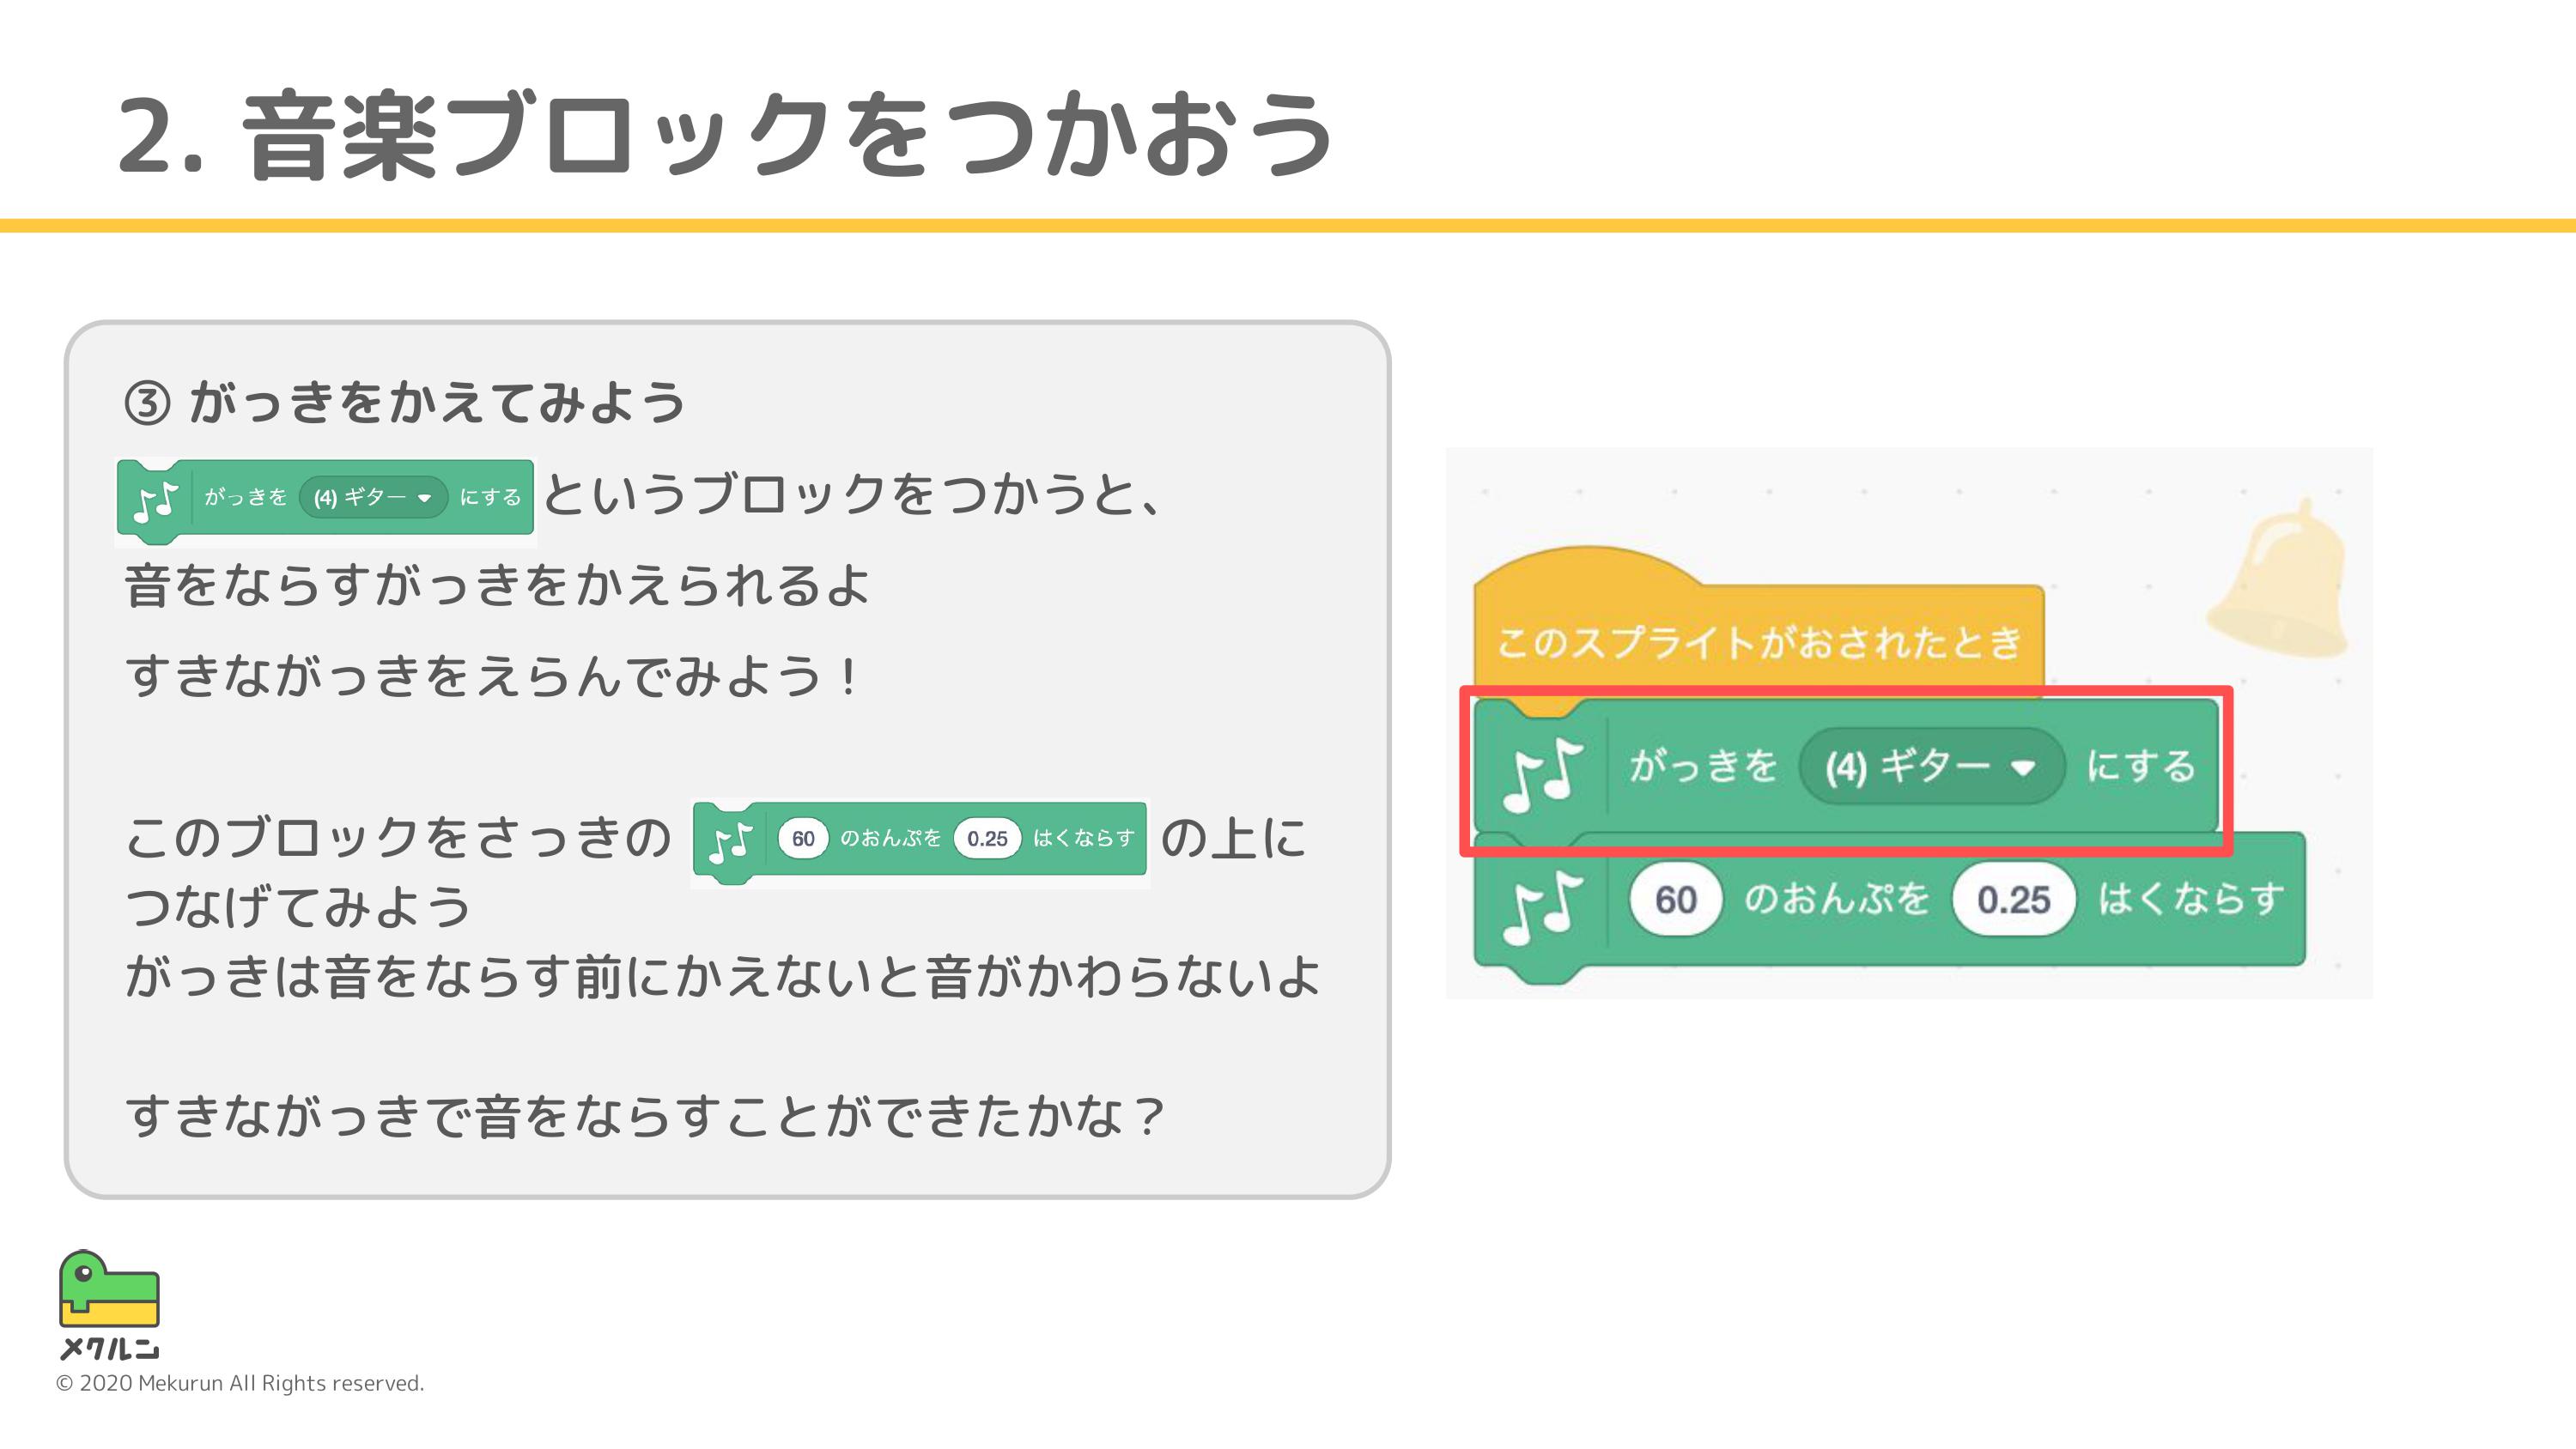 2. 音楽ブロックをつかおう
③ がっきをかえてみよう
がっきを (4) ギター にする というブロックをつかうと、
音をならすがっきをかえられるよ
すきながっきをえらんでみよう！
このブロックをさっきの 60 のおんぷを 0.25 はくならす の上に
つなげてみよう
がっきは音をならす前にかえないと音がかわらないよ
すきながっきで音をならすことができたかな？
このスプライトがおされたとき
がっきを (4) ギター にする
60 のおんぷを 0.25 はくならす
メクルン
© 2020 Mekurun All Rights reserved.